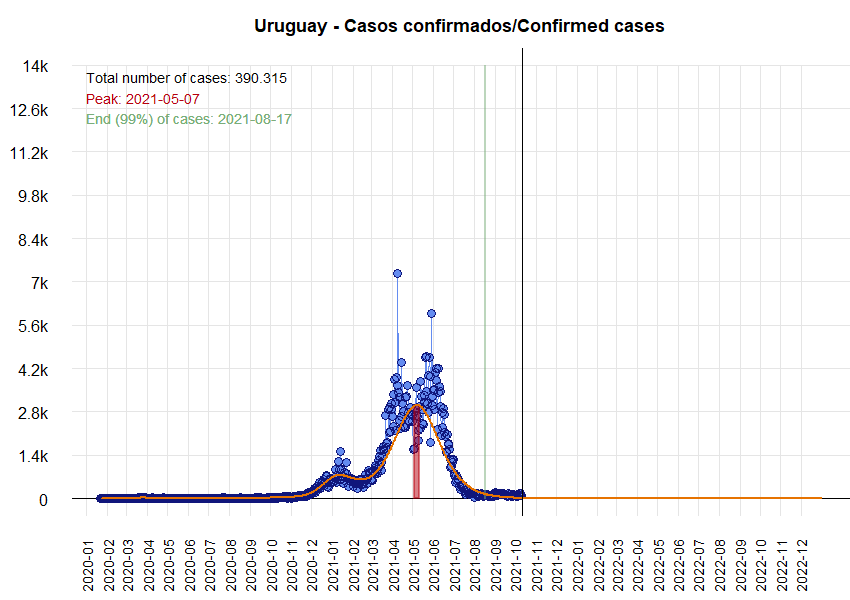 Uruguay - Casos confirmados/Confirmed cases
14k
Total number of cases: 390.315
Peak: 2021-05-07
12.6k
End (99%) of cases: 2021-08-17
11.2k
9.8k
8.4k
7k
5.6k
4.2k
2.8k
1.4k
0
2020-01
2020-02
2020-03
2020-04
2020-05
2020-06
2020-07
2020-08
2020-09
2020-10
2020-11
2020-12
2021-01
2021-02
2021-03
2021-04
2021-05
2021-06
2021-07
2021-08
2021-09
2021-10
2021-11
2021-12
2022-01
2022-02
2022-03
2022-04
2022-05
2022-06
2022-07
2022-08
2022-09
2022-10
2022-11
2022-12